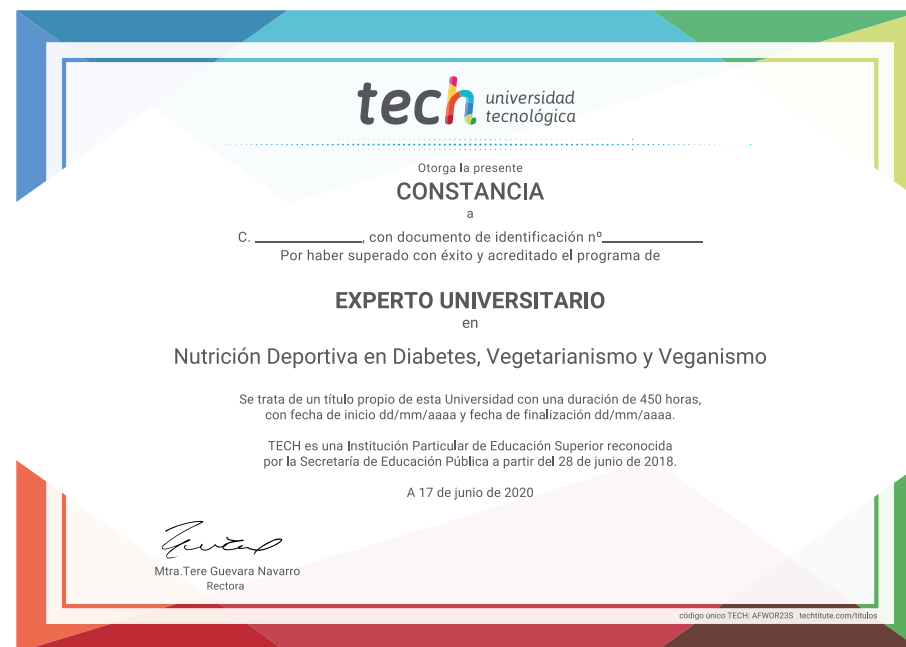 tech universidad
tecnológica
Otorga la presente
CONSTANCIA
a
C. ______________, con documento de identificación nº_____________
Por haber superado con éxito y acreditado el programa de
EXPERTO UNIVERSITARIO
en
Nutrición Deportiva en Diabetes, Vegetarianismo y Veganismo
Se trata de un título propio de esta Universidad con una duración de 450 horas,
con fecha de inicio dd/mm/aaaa y fecha de finalización dd/mm/aaaa.
TECH es una Institución Particular de Educación Superior reconocida
por la Secretaría de Educación Pública a partir del 28 de junio de 2018.
A 17 de junio de 2020
Mtra.Tere Guevara Navarro
Rectora
código único TECH: AFWOR23S techtitute.com/titulos